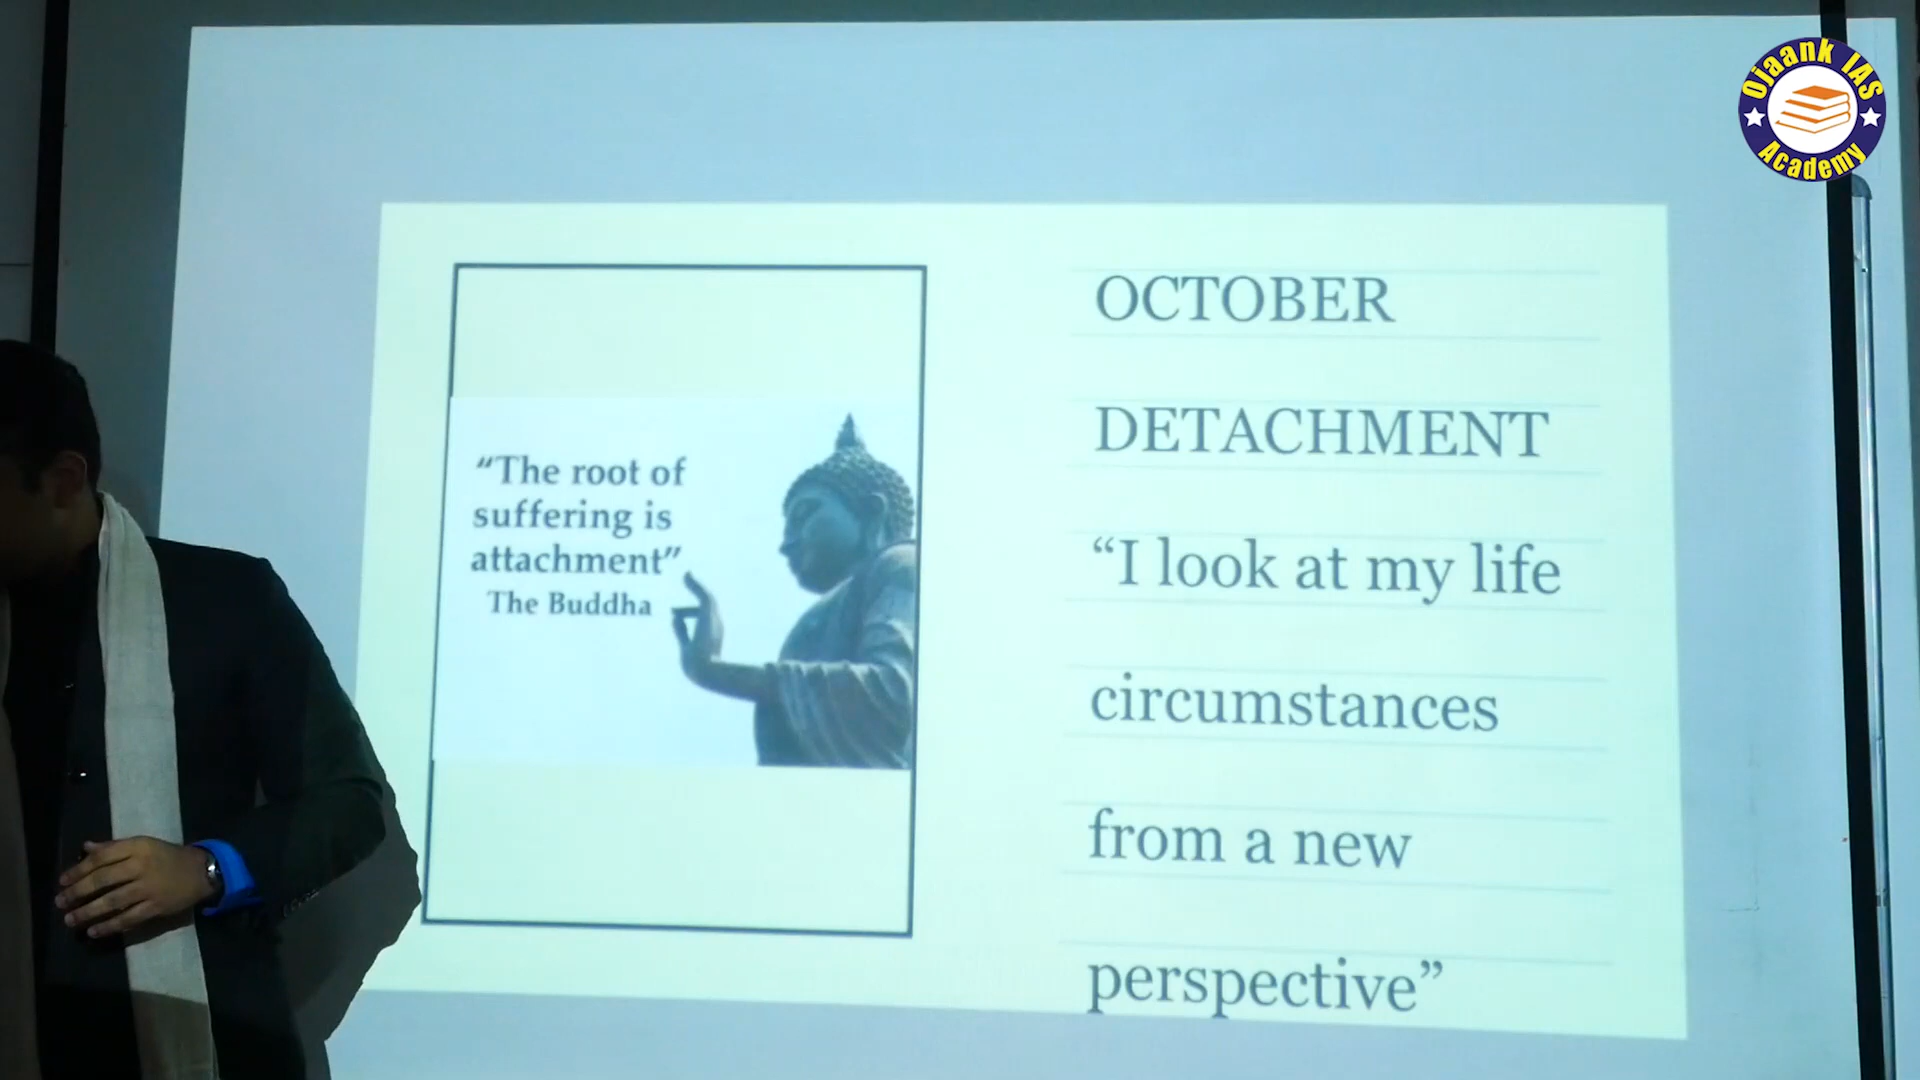 Ojaank IAS
Academy
“The root of
suffering is
attachment”
The Buddha
OCTOBER
DETACHMENT
“I look at my life
circumstances
from a new
perspective”